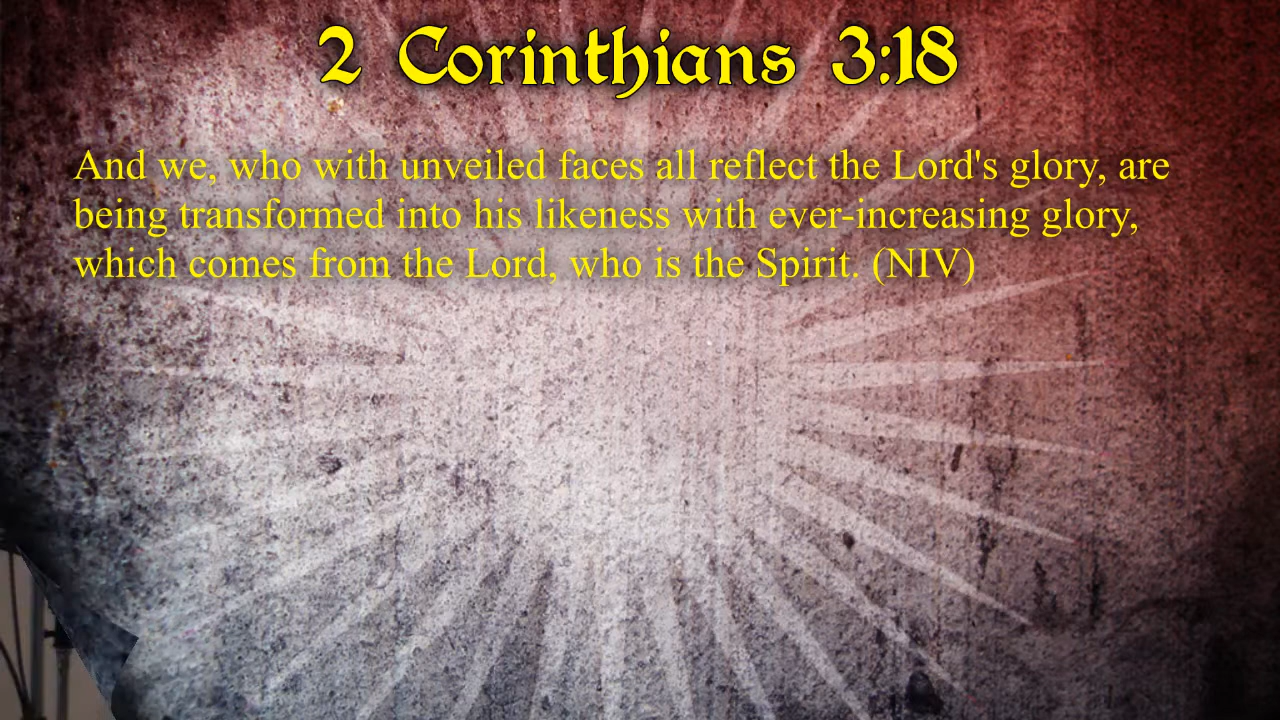 2 Corinthians 3:18
And we, who with unveiled faces all reflect the Lord's glory, are
being transformed into his likeness with ever-increasing glory,
which comes from the Lord, who is the Spirit. (NIV)